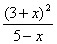 (3 + x)²
5 − x